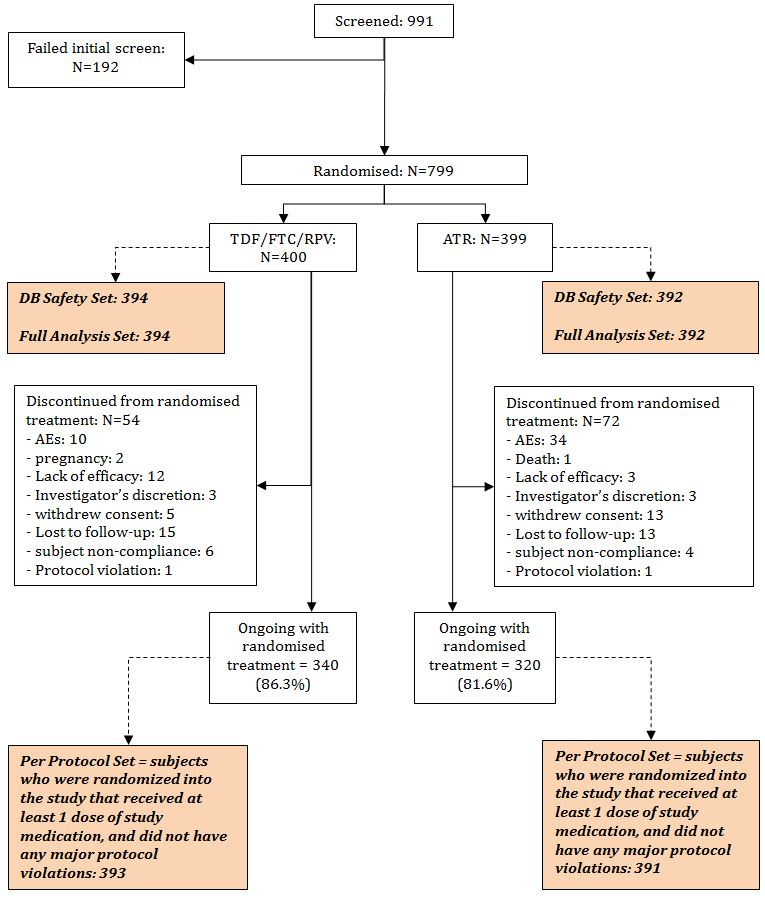 Screened: 991
Failed initial screen:
N=192
Randomised: N=799
TDF/FTC/RPV:
N=400
ATR: N=399
DB Safety Set: 394
Full Analysis Set: 394
DB Safety Set: 392
Full Analysis Set: 392
Discontinued from randomised
treatment: N=54
- AEs: 10
- pregnancy: 2
- Lack of efficacy: 12
- Investigator's discretion: 3
- withdrew consent: 5
- Lost to follow-up: 15
- subject non-compliance: 6
- Protocol violation: 1
Discontinued from randomised
treatment: N=72
- AEs: 34
- Death: 1
- Lack of efficacy: 3
- Investigator's discretion: 3
- withdrew consent: 13
- Lost to follow-up: 13
- subject non-compliance: 4
- Protocol violation: 1
Ongoing with
randomised
treatment = 340
(86.3%)
Ongoing with
randomised
treatment = 320
(81.6%)
Per Protocol Set = subjects
who were randomized into
the study that received at
least 1 dose of study
medication, and did not have
any major protocol
violations: 393
Per Protocol Set = subjects
who were randomized into
the study that received at
least 1 dose of study
medication, and did not
have any major protocol
violations: 391